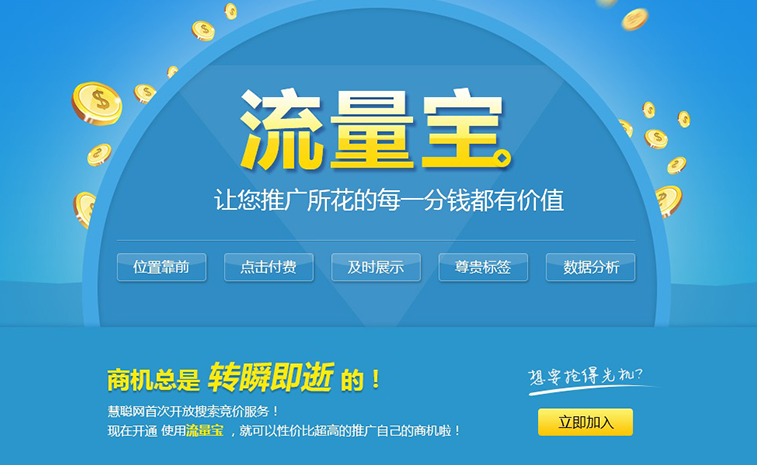 流量宝
让您推广所花的每一分钱都有价值
位置靠前 点击付费 及时展示 尊贵标签 数据分析
商机总是 转瞬即逝 的！
想要抢得先机?
慧聪网首次开放搜索竞价服务！
现在开通 使用流量宝 ，就可以性价比超高的推广自己的商机啦！
立即加入